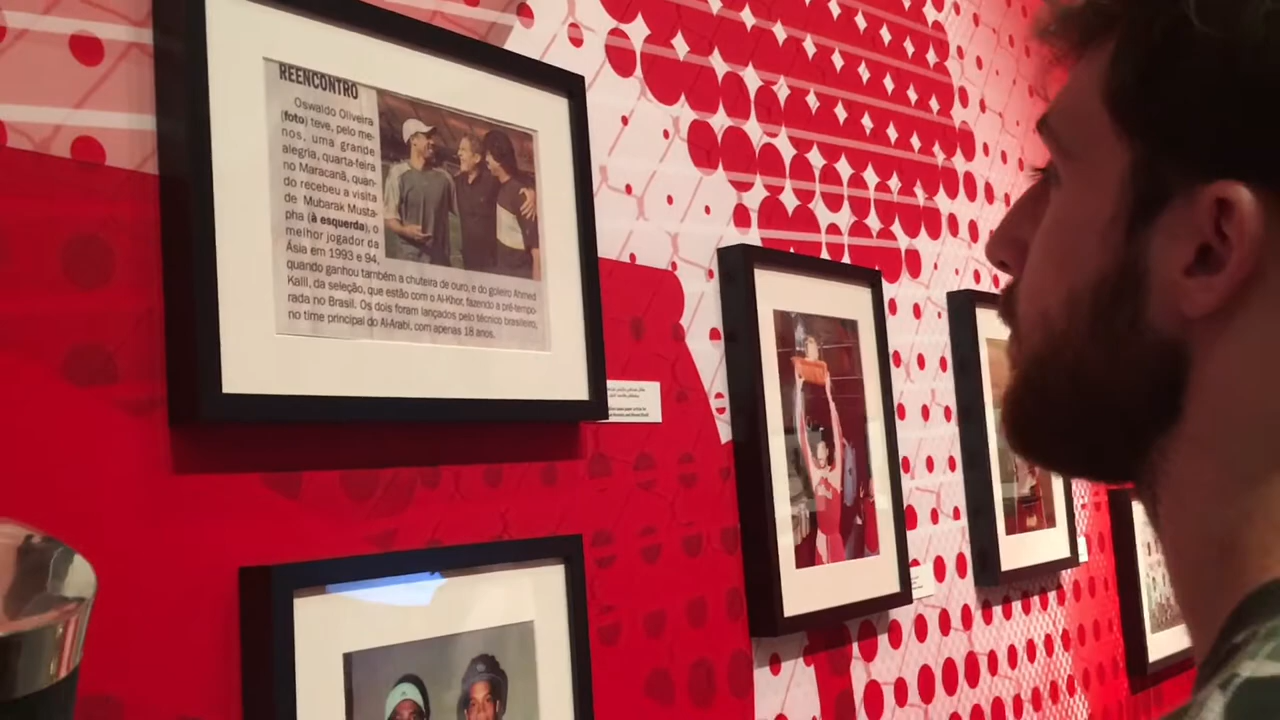 REENCONTRO
Oswaldo Oliveira
(foto) teve, pelo me-
nos, uma grande
alegria, quarta-feira
no Maracanã, quan-
do recebeu a visita
de Mubarak Musta-
pha (à esquerda), o
melhor jogador da
Ásia em 1993 e 94,
quando ganhou também a chuteira de ouro, e do goleiro Ahmed
Kalil, da seleção, que estão com o Al-Khor, fazendo a pré-tempo-
rada no Brasil. Os dois foram lançados pelo técnico brasileiro,
no time principal do Al-Arabi, com apenas 18 anos.